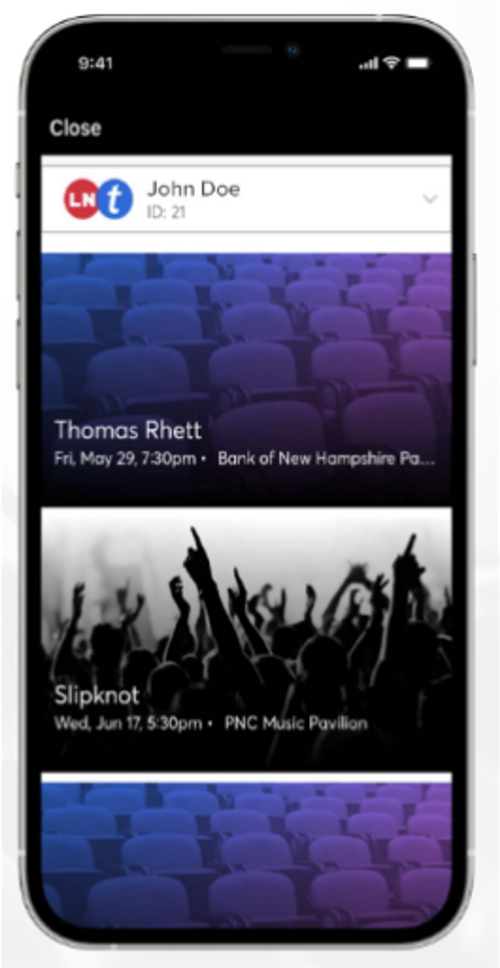 9:41
Close
LN t John Doe
ID: 21
Thomas Rhett
Fri, May 29, 7:30pm • Bank of New Hampshire Pa...
Slipknot
Wed, Jun 17, 5:30pm • PNC Music Pavilion